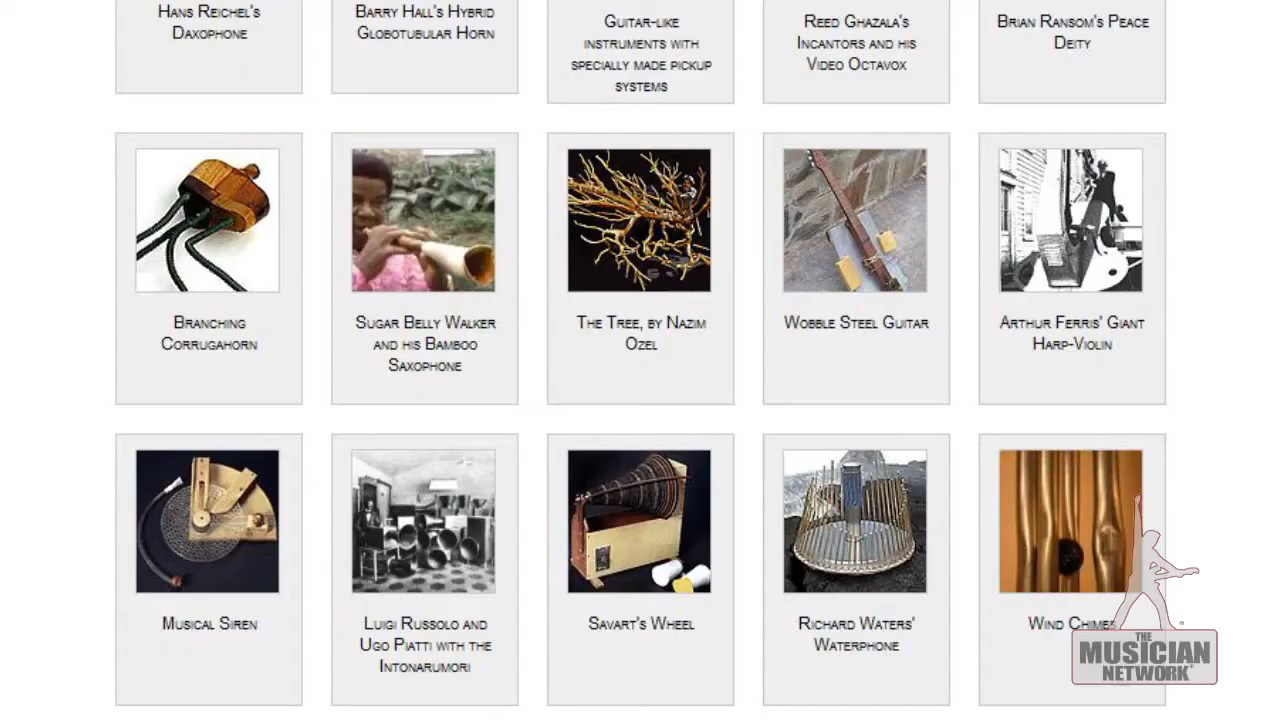 Hans Reichel's
Daxophone
Barry Hall's Hybrid
Globotubular Horn
Guitar-like
instruments with
specially made pickup
systems
Reed Ghazala's
Incantors and his
Video Octavox
Brian Ransom's Peace
Deity
Branching
Corrugahorn
Sugar Belly Walker
and his Bamboo
Saxophone
The Tree, by Nazim
Ozel
Wobble Steel Guitar
Arthur Ferris' Giant
Harp-Violin
Musical Siren
Luigi Russolo and
Ugo Piatti with the
Intonarumori
Savart's Wheel
Richard Waters'
Waterphone
Wind Chimes
THE
MUSICIAN
NETWORK